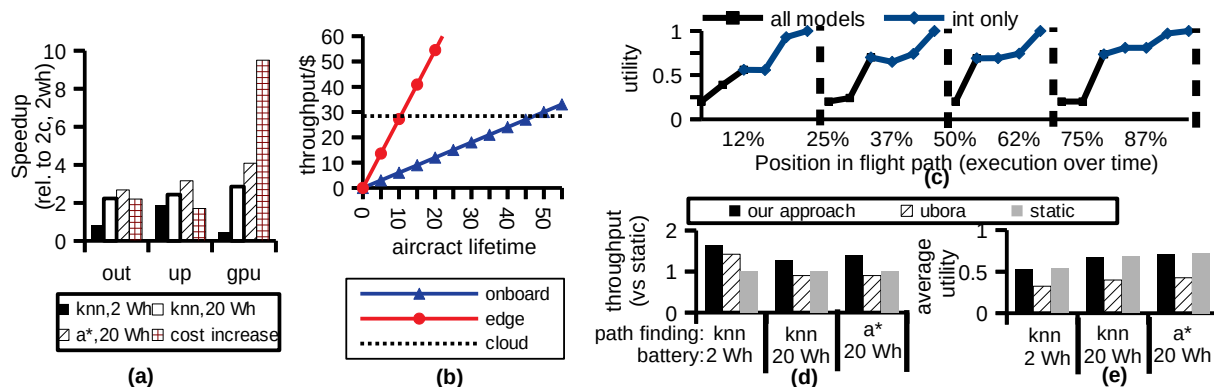 10
8
6
4
2
0
Speedup
(rel. to 2c, 2wh)
out up gpu
knn,2 Wh knn,20 Wh
a*,20 Wh cost increase
(a)
60
50
40
30
20
10
0
throughput/$
0 10 20 30 40 50
aircract lifetime
onboard
edge
cloud
(b)
all models int only
1
0.5
0
utility
12% 25% 37% 50% 62% 75% 87%
Position in flight path (execution over time)
(c)
our approach ubora static
2
1
0
throughput
(vs static)
path finding: knn knn a*
battery: 2 Wh 20 Wh 20 Wh
(d)
1
0.5
0
average
utility
knn knn a*
2 Wh 20 Wh 20 Wh
(e)